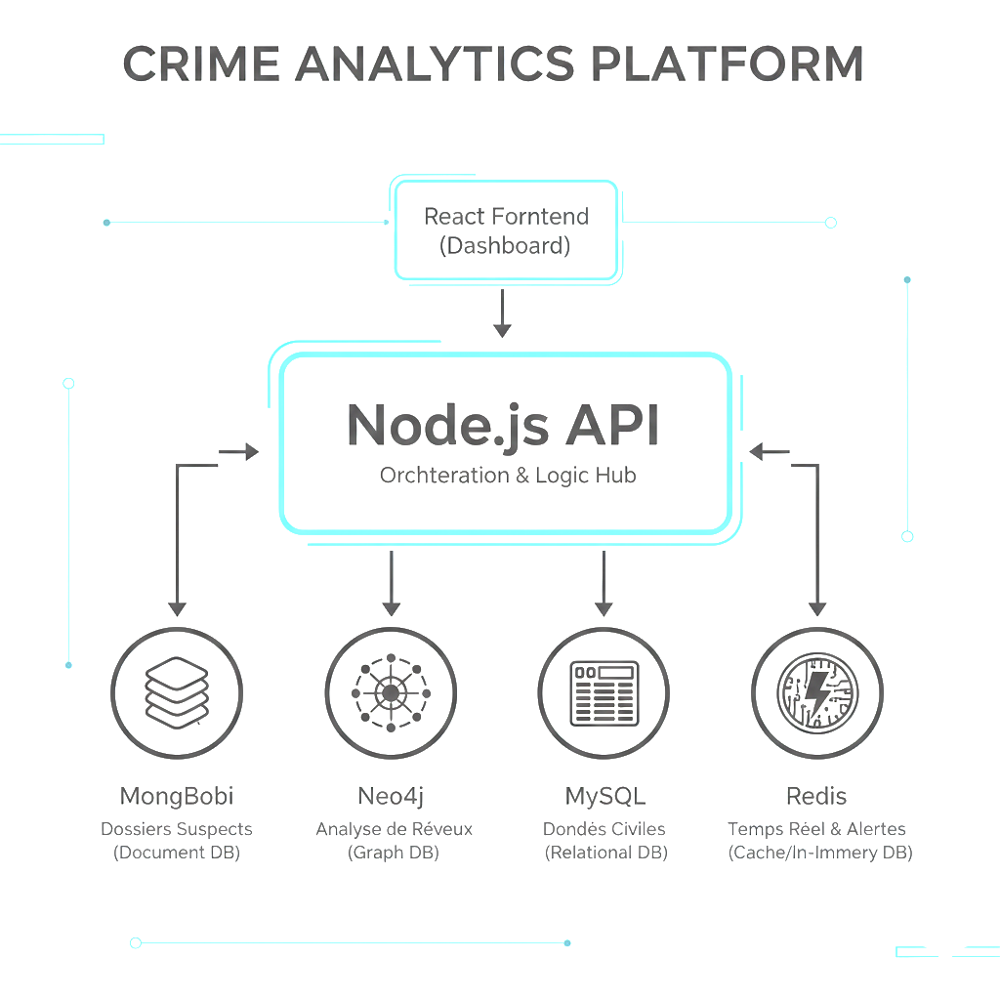 CRIME ANALYTICS PLATFORM
React Forntend
(Dashboard)
Node.js API
Orchteration & Logic Hub
MongBobi
Dossiers Suspects
(Document DB)
Neo4j
Analyse de Réveux
(Graph DB)
MySQL
Dondés Civiles
(Relational DB)
Redis
Temps Réel & Alertes
(Cache/In-Immery DB)